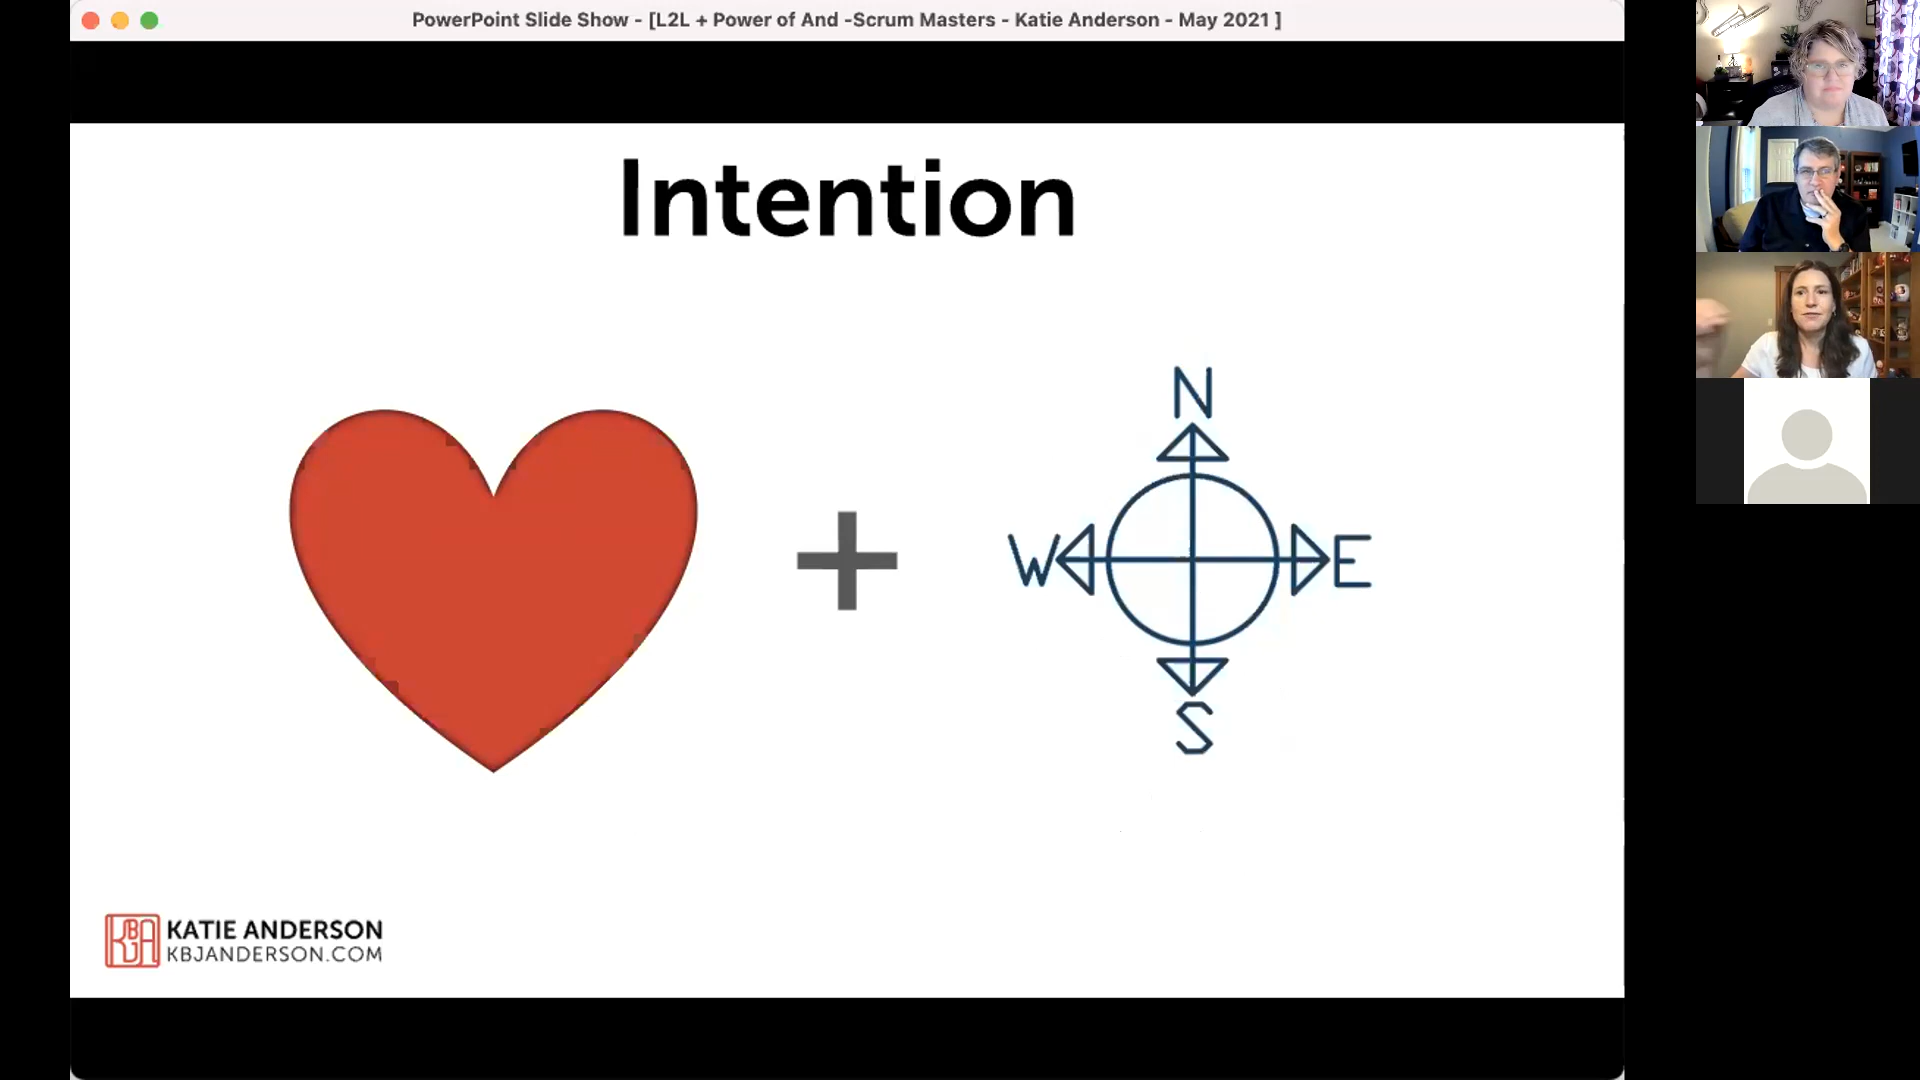 PowerPoint Slide Show - [L2L + Power of And -Scrum Masters - Katie Anderson - May 2021 ]
Intention
N
W
E
S
KBJA
KATIE ANDERSON
KBJANDERSON.COM